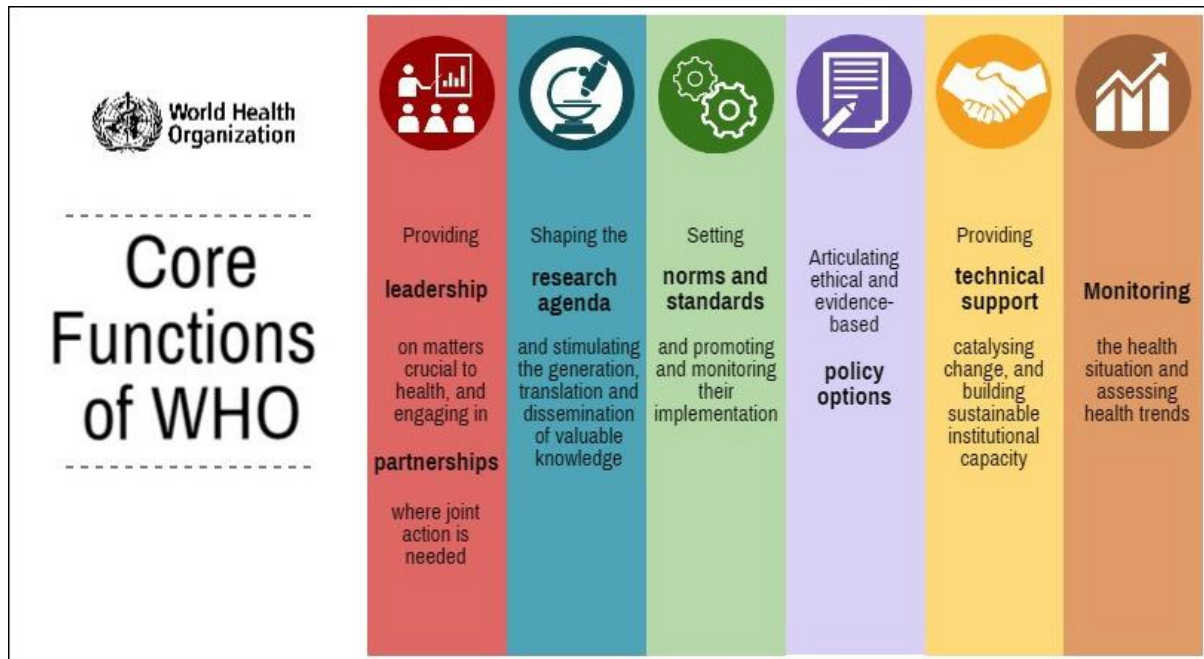 World Health
Organization
Core
Functions
of WHO
Providing
leadership
on matters
crucial to
health, and
engaging in
partnerships
where joint
action is
needed
Shaping the
research
agenda
and stimulating
the generation,
translation and
dissemination
of valuable
knowledge
Setting
norms and
standards
and promoting
and monitoring
their
implementation
Articulating
ethical and
evidence-
based
policy
options
Providing
technical
support
catalysing
change, and
building
sustainable
institutional
capacity
Monitoring
the health
situation and
assessing
health trends